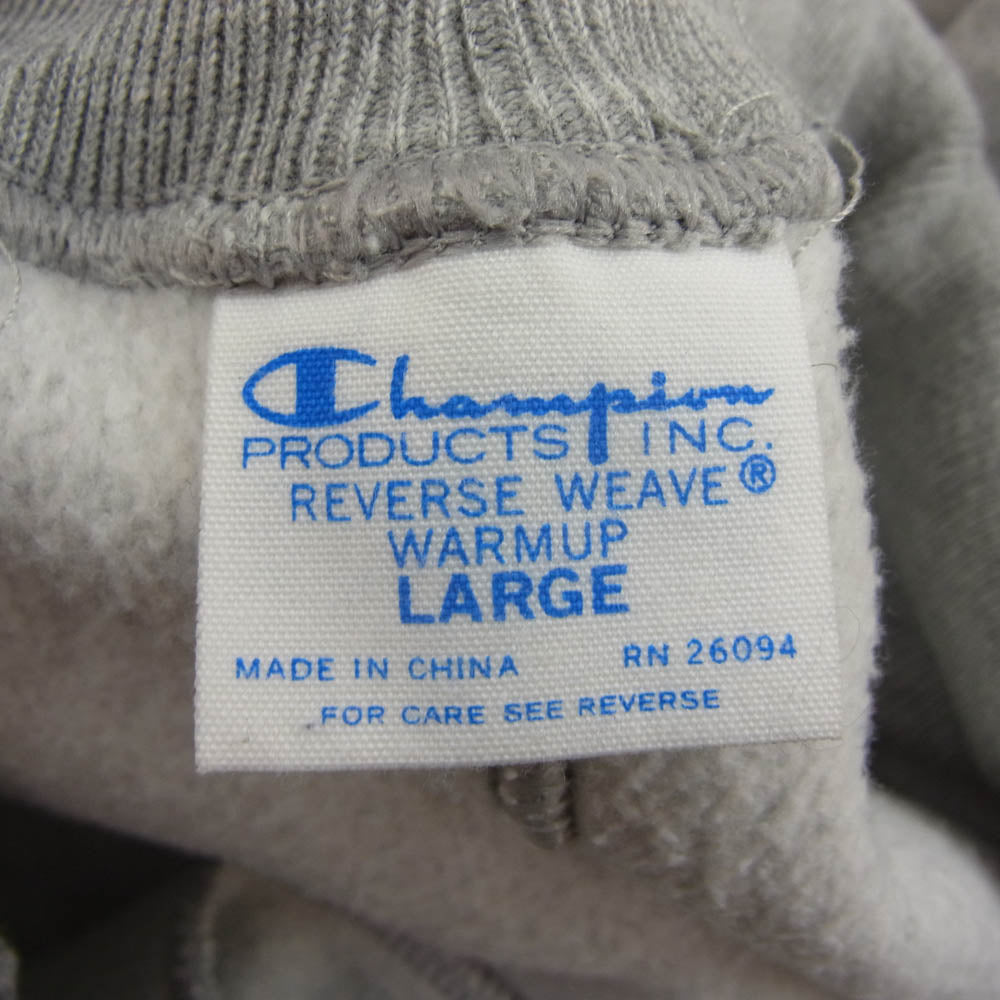 Champion
PRODUCTS INC.
REVERSE WEAVE®
WARMUP
LARGE
MADE IN CHINA RN 26094
FOR CARE SEE REVERSE